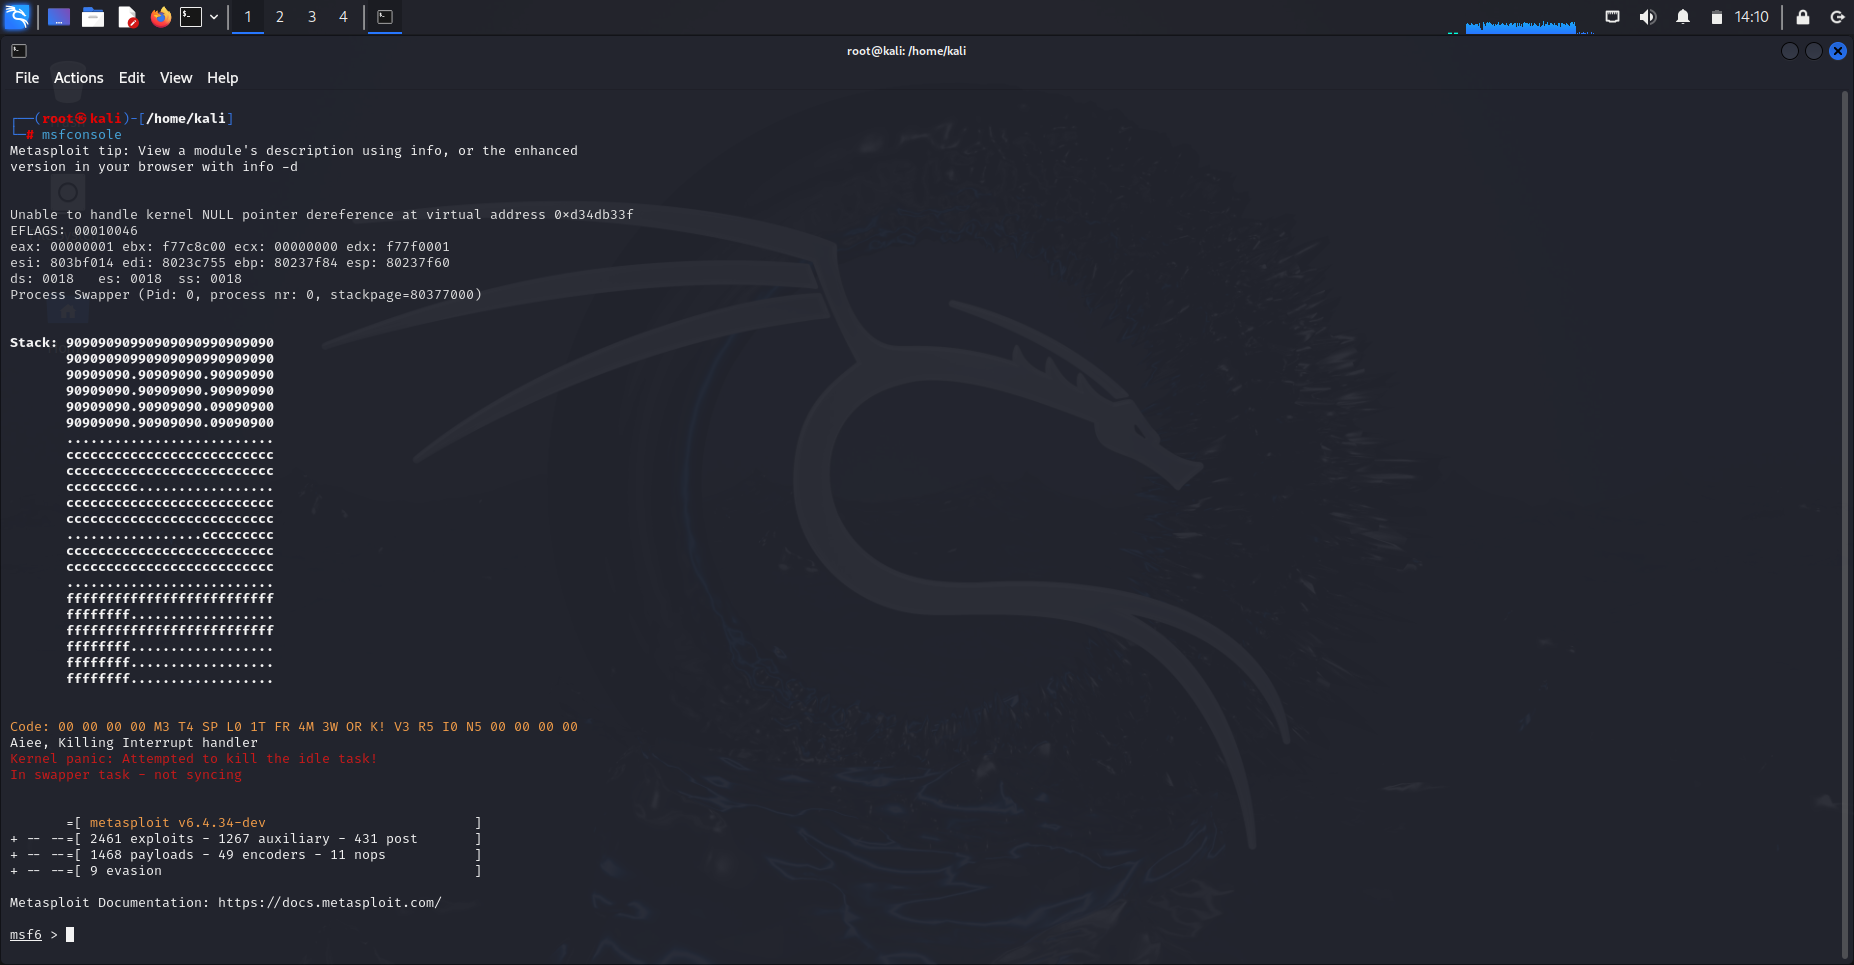 1 2 3 4
14:10
root@kali: /home/kali
File Actions Edit View Help
┌──(root㉿kali)-[/home/kali]
└─# msfconsole
Metasploit tip: View a module's description using info, or the enhanced
version in your browser with info -d
Unable to handle kernel NULL pointer dereference at virtual address 0×d34db33f
EFLAGS: 00010046
eax: 00000001 ebx: f77c8c00 ecx: 00000000 edx: f77f0001
esi: 803bf014 edi: 8023c755 ebp: 80237f84 esp: 80237f60
ds: 0018   es: 0018  ss: 0018
Process Swapper (Pid: 0, process nr: 0, stackpage=80377000)
Stack: 90909090990909090990909090
90909090990909090990909090
90909090.90909090.90909090
90909090.90909090.90909090
90909090.90909090.09090900
90909090.90909090.09090900
..........................
cccccccccccccccccccccccccc
cccccccccccccccccccccccccc
ccccccccc.................
cccccccccccccccccccccccccc
cccccccccccccccccccccccccc
.................ccccccccc
cccccccccccccccccccccccccc
cccccccccccccccccccccccccc
..........................
ffffffffffffffffffffffffff
ffffffff..................
ffffffffffffffffffffffffff
ffffffff..................
ffffffff..................
ffffffff..................
Code: 00 00 00 00 M3 T4 SP L0 1T FR 4M 3W OR K! V3 R5 I0 N5 00 00 00 00
Aiee, Killing Interrupt handler
Kernel panic: Attempted to kill the idle task!
In swapper task - not syncing
=[ metasploit v6.4.34-dev                          ]
+ -- --=[ 2461 exploits - 1267 auxiliary - 431 post       ]
+ -- --=[ 1468 payloads - 49 encoders - 11 nops           ]
+ -- --=[ 9 evasion                                       ]
Metasploit Documentation: https://docs.metasploit.com/
msf6 >